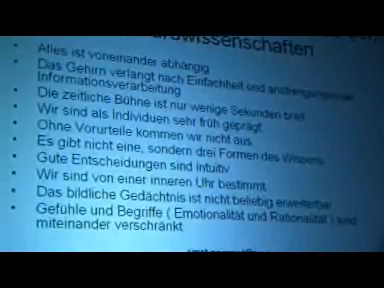 Alles ist voneinander abhängig
Das Gehirn verlangt nach Einfachheit und
Informationsverarbeitung
Die zeitliche Bühne ist nur wenige Sekunden breit
Wir sind als Individuen sehr früh geprägt.
Ohne Vorurteile kommen wir nicht aus
Es gibt nicht eine, sondern drei Formen des Wissens
Gute Entscheidungen sind intuitiv
Wir sind von einer inneren Uhr bestimmt
Das bildliche Gedächtnis ist nicht beliebig erweiterbar
Gefühle und Begriffe ( Emotionalität und Rationalität ) sind
miteinander verschränkt